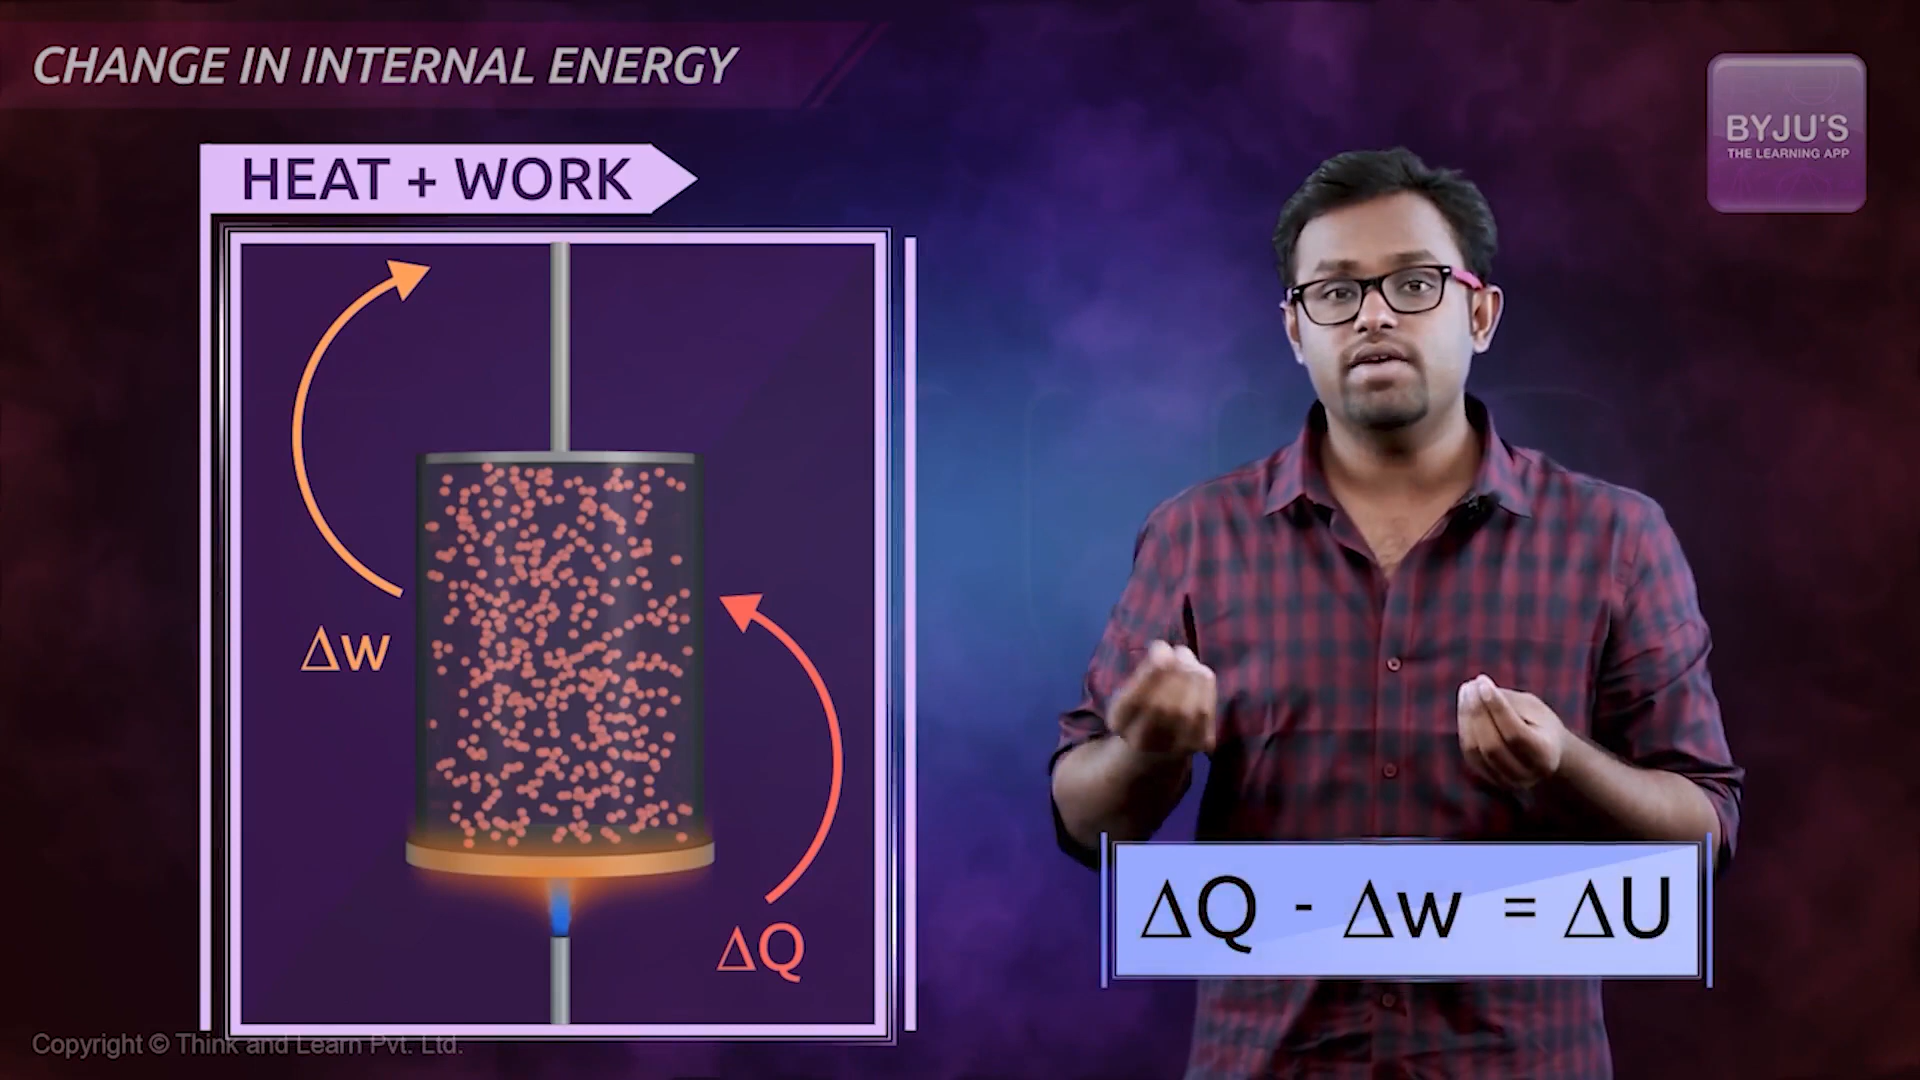 CHANGE IN INTERNAL ENERGY
BYJU'S
THE LEARNING APP
HEAT + WORK
Δw
ΔQ
ΔQ - Δw = ΔU
Copyright © Think and Learn Pvt. Ltd.